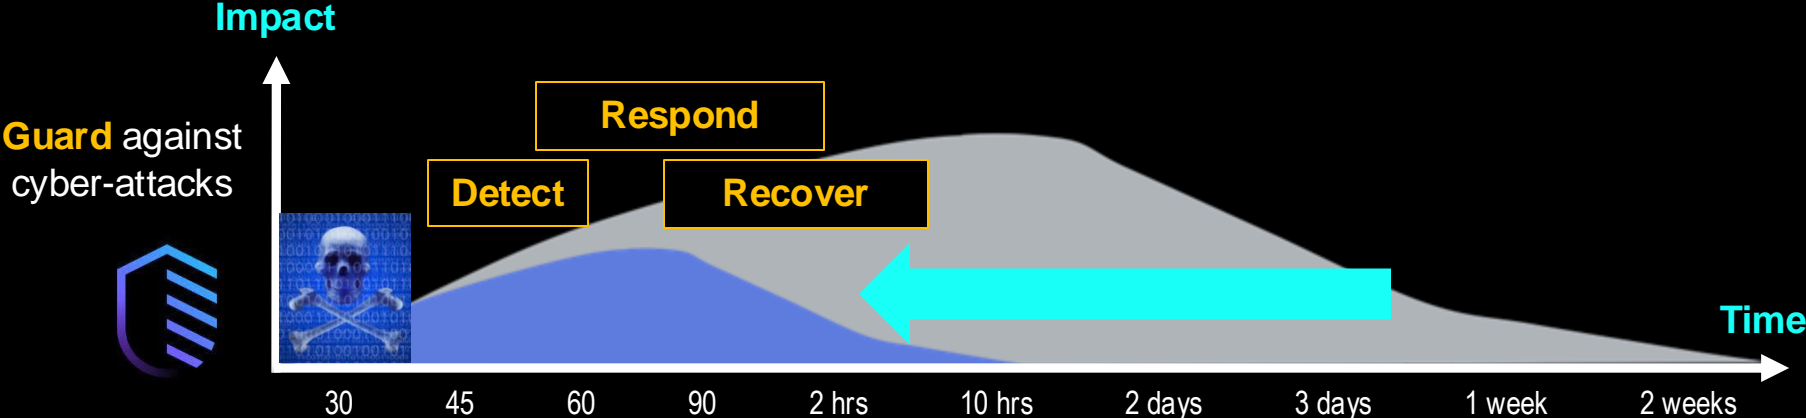 Impact
Guard against
cyber-attacks
Respond
Detect
Recover
Time
30
45
60
90
2 hrs
10 hrs
2 days
3 days
1 week
2 weeks